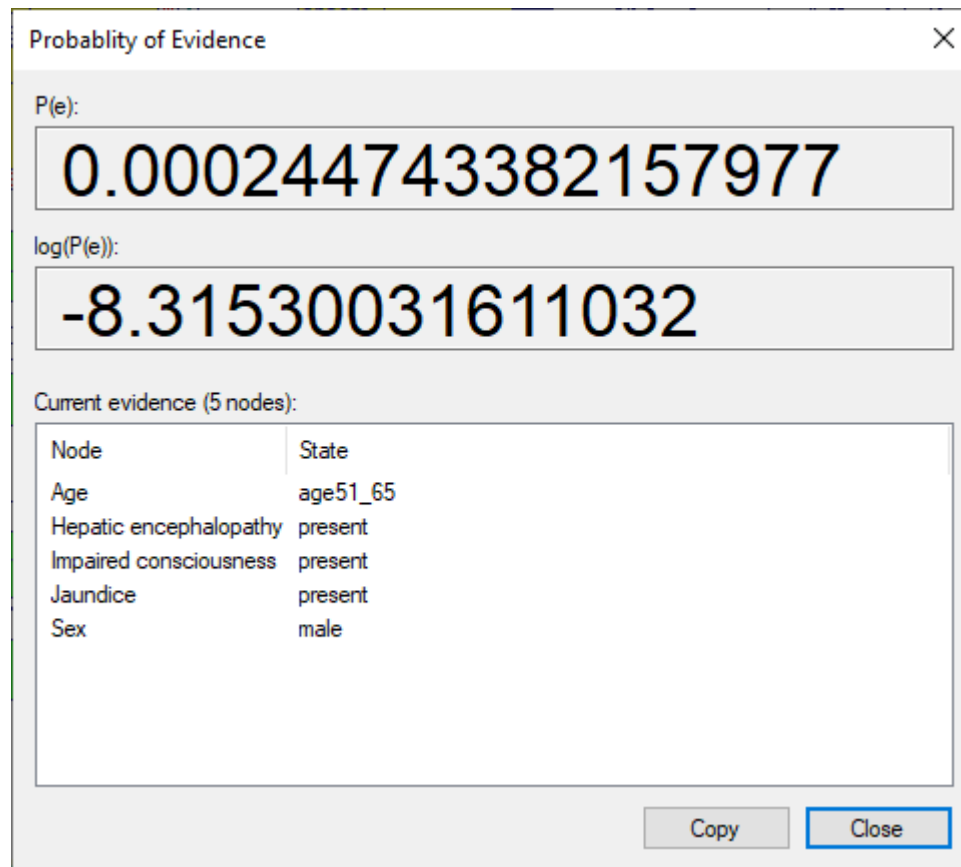 Probablity of Evidence
P(e):
0.000244743382157977
log(P(e)):
-8.31530031611032
Current evidence (5 nodes):
Node State
Age age51_65
Hepatic encephalopathy present
Impaired consciousness present
Jaundice present
Sex male
Copy Close